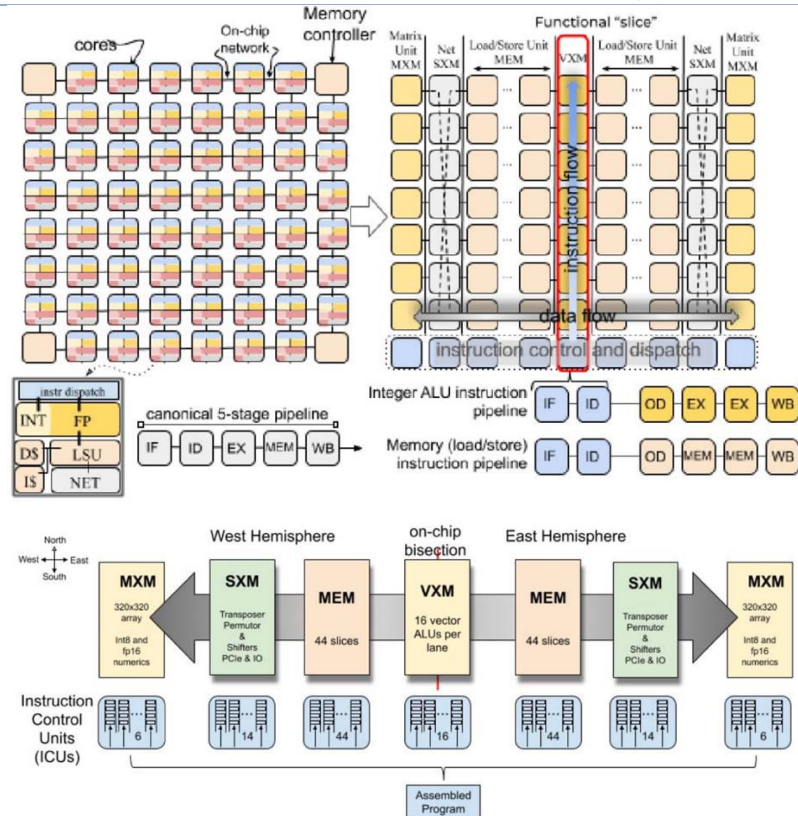 cores
On-chip
network
Memory
controller
instr dispatch
INT FP
D$ LSU
I$ NET
canonical 5-stage pipeline
IF ID EX MEM WB
Functional "slice"
Matrix
Unit
MXM
Net
SXM
Load/Store Unit
MEM
VXM
Load/Store Unit
MEM
Net
SXM
Matrix
Unit
MXM
... ...
... ...
... ...
... ...
... ...
... ...
... ...
instruction flow
data flow
instruction control and dispatch
Integer ALU instruction
pipeline
IF ID OD EX EX WB
Memory (load/store)
instruction pipeline
IF ID OD MEM MEM WB
North
West East
South
West Hemisphere
on-chip
bisection
East Hemisphere
MXM
320x320
array
Int8 and
fp16
numerics
SXM
Transposer
Permutor
&
Shifters
PCIe & IO
MEM
44 slices
VXM
16 vector
ALUs per
lane
MEM
44 slices
SXM
Transposer
Permutor
&
Shifters
PCIe & IO
MXM
320x320
array
Int8 and
fp16
numerics
Instruction
Control
Units
(ICUs)
... 6
... 14
... 44
... 16
... 44
... 14
... 6
Assembled
Program